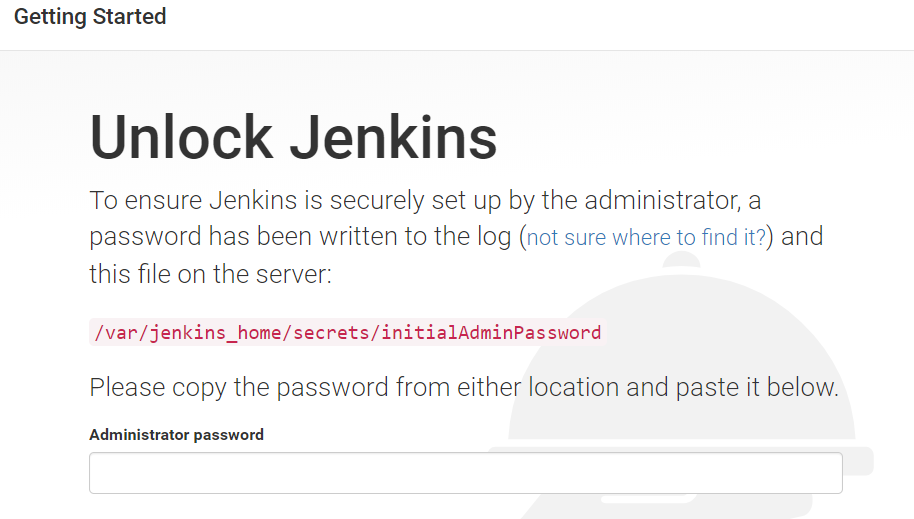 Getting Started
Unlock Jenkins
To ensure Jenkins is securely set up by the administrator, a
password has been written to the log (not sure where to find it?) and
this file on the server:
/var/jenkins_home/secrets/initialAdminPassword
Please copy the password from either location and paste it below.
Administrator password